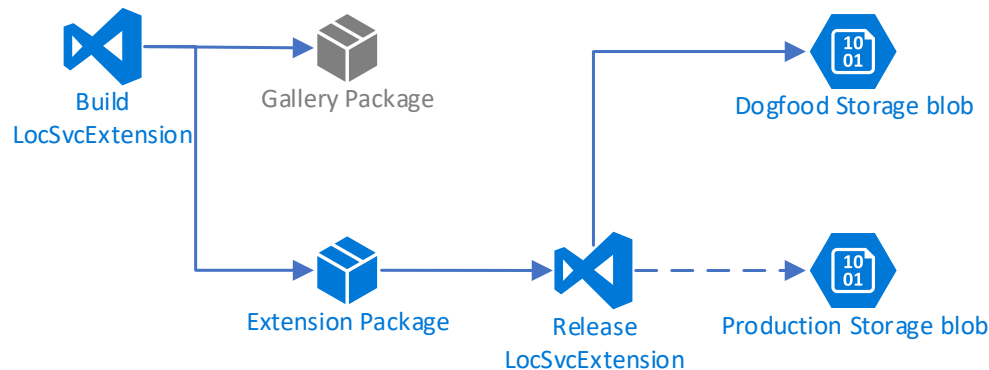 Build
LocSvcExtension
Gallery Package
10
01
Dogfood Storage blob
Extension Package
Release
LocSvcExtension
10
01
Production Storage blob